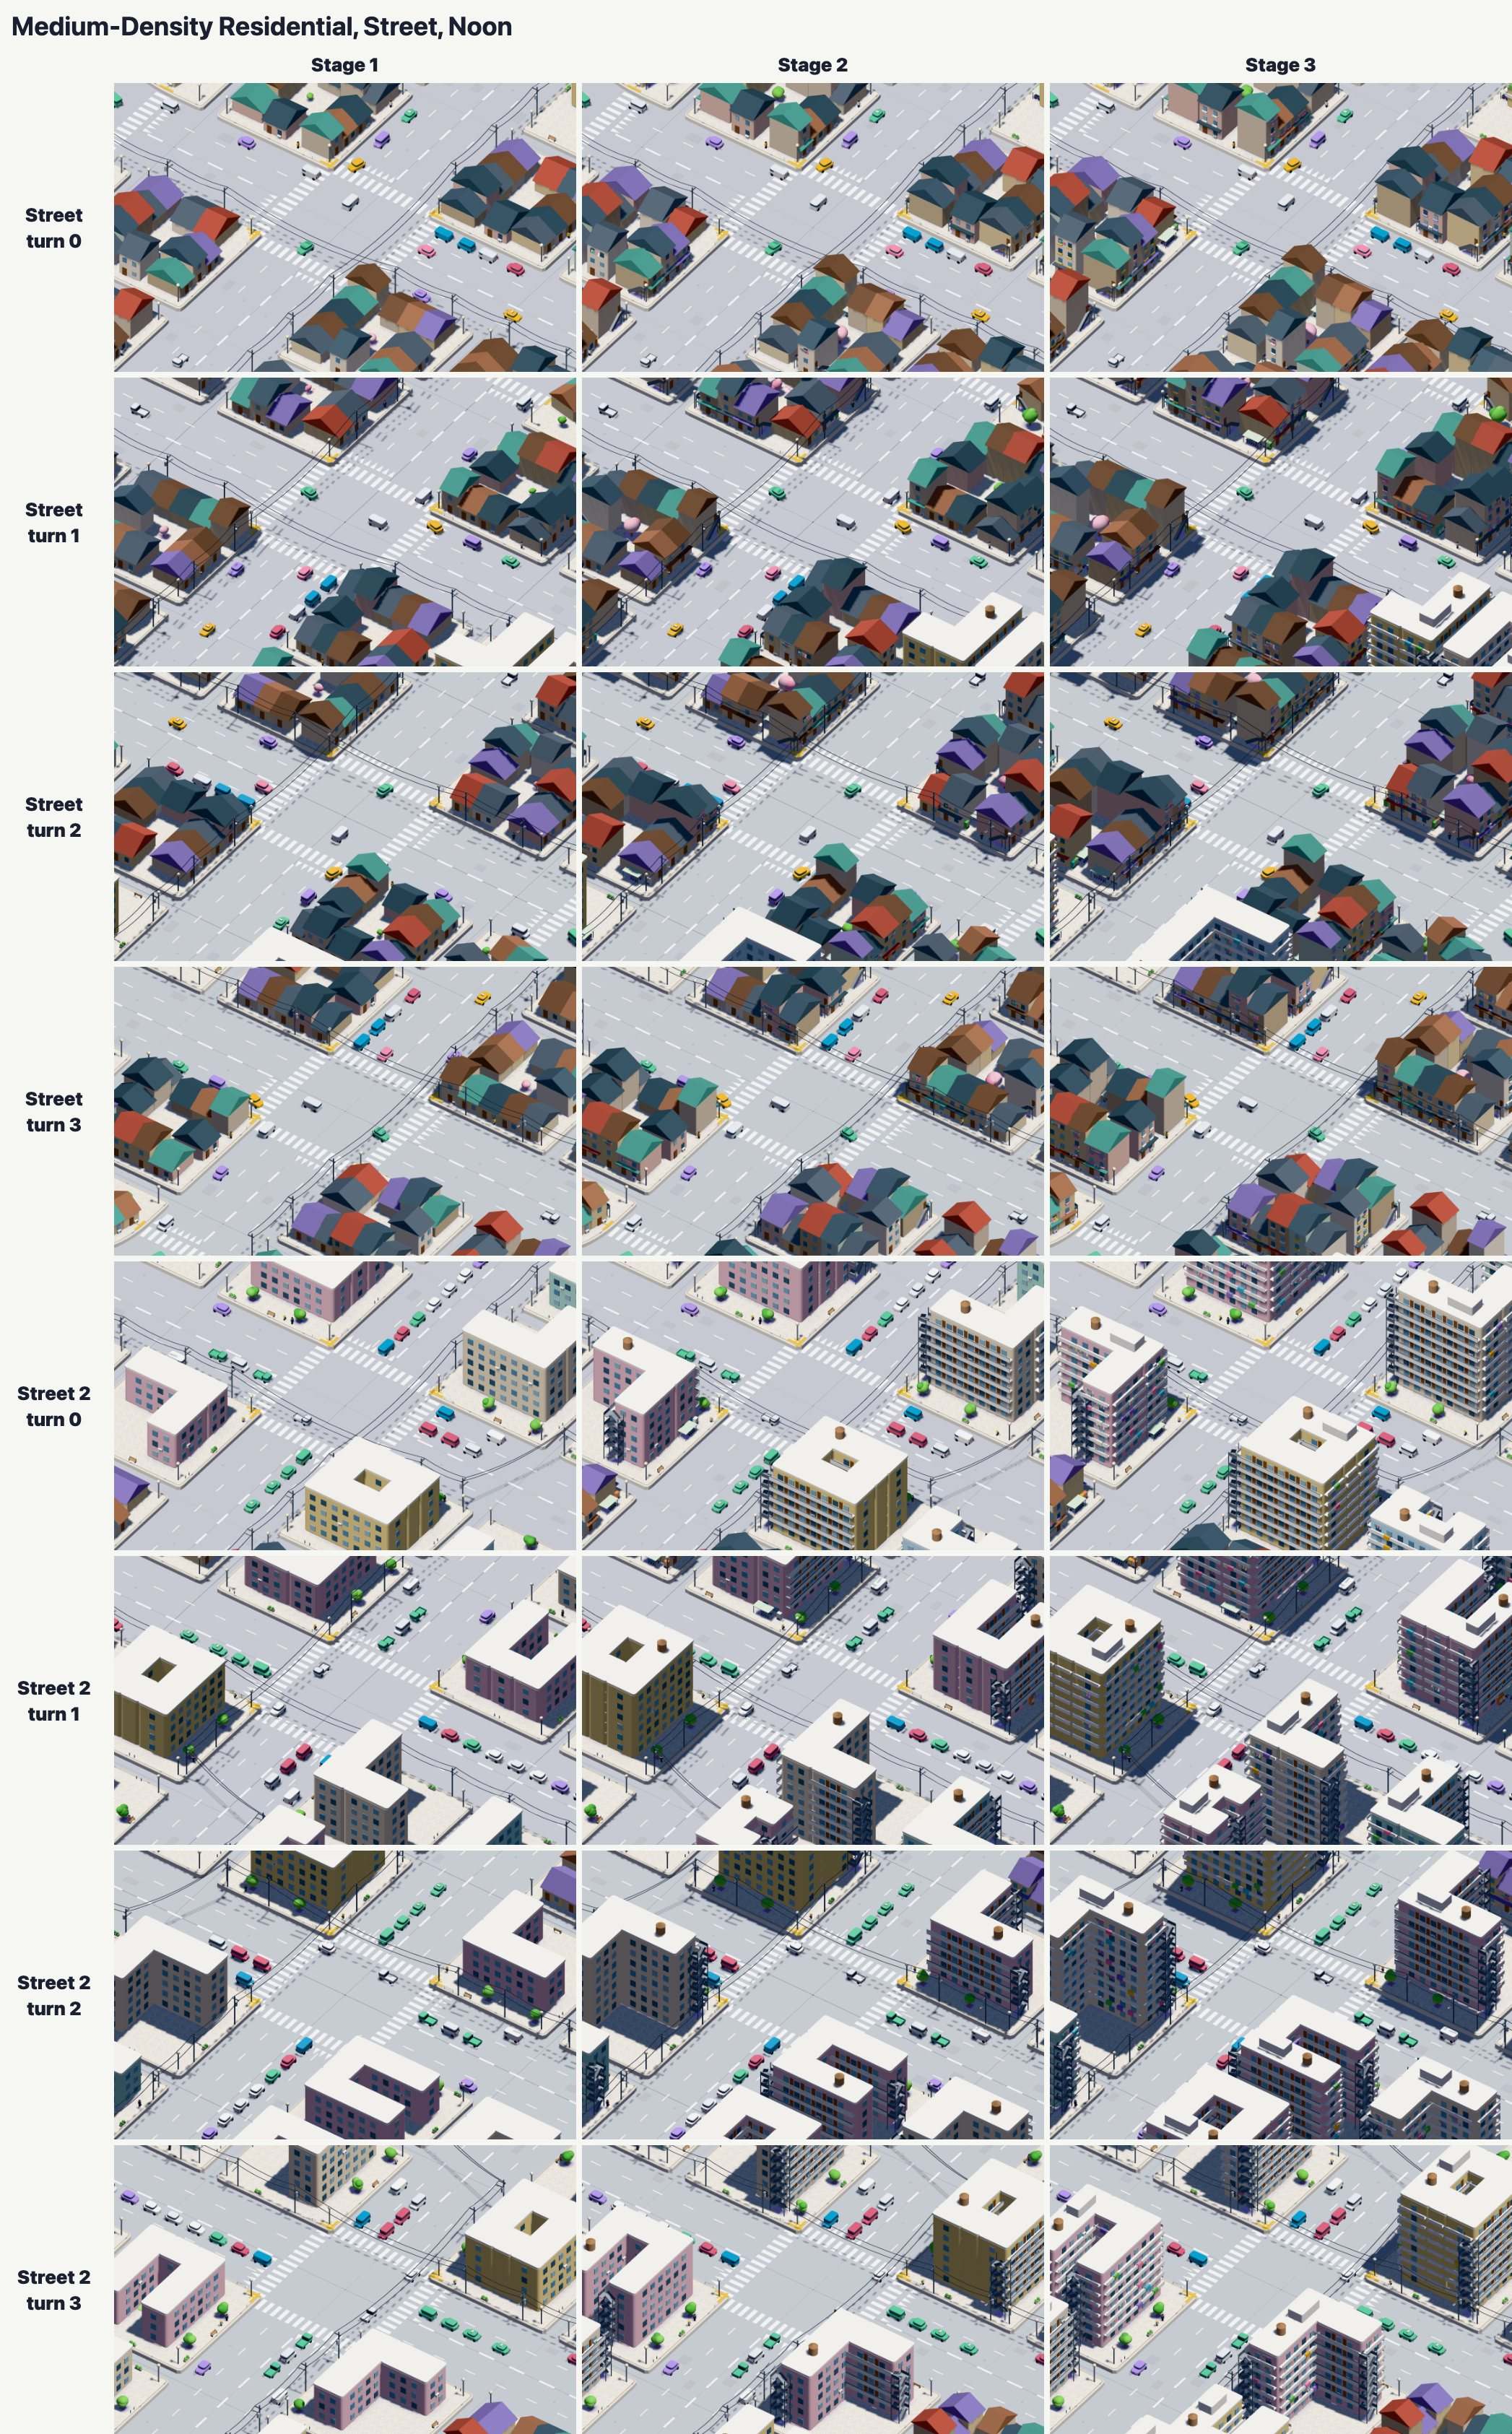 Medium-Density Residential, Street, Noon
Stage 1 Stage 2 Stage 3
Street
turn 0
Street
turn 1
Street
turn 2
Street
turn 3
Street 2
turn 0
Street 2
turn 1
Street 2
turn 2
Street 2
turn 3